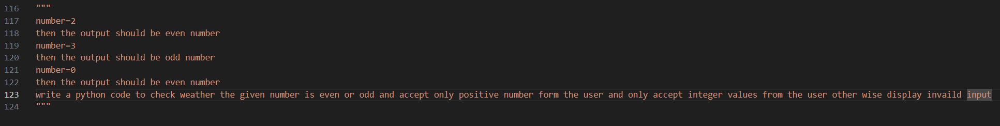 116 """
117 number=2
118 then the output should be even number
119 number=3
120 then the output should be odd number
121 number=0
122 then the output should be even number
123 write a python code to check weather the given number is even or odd and accept only positive number form the user and only accept integer values from the user other wise display invaild input
124 """